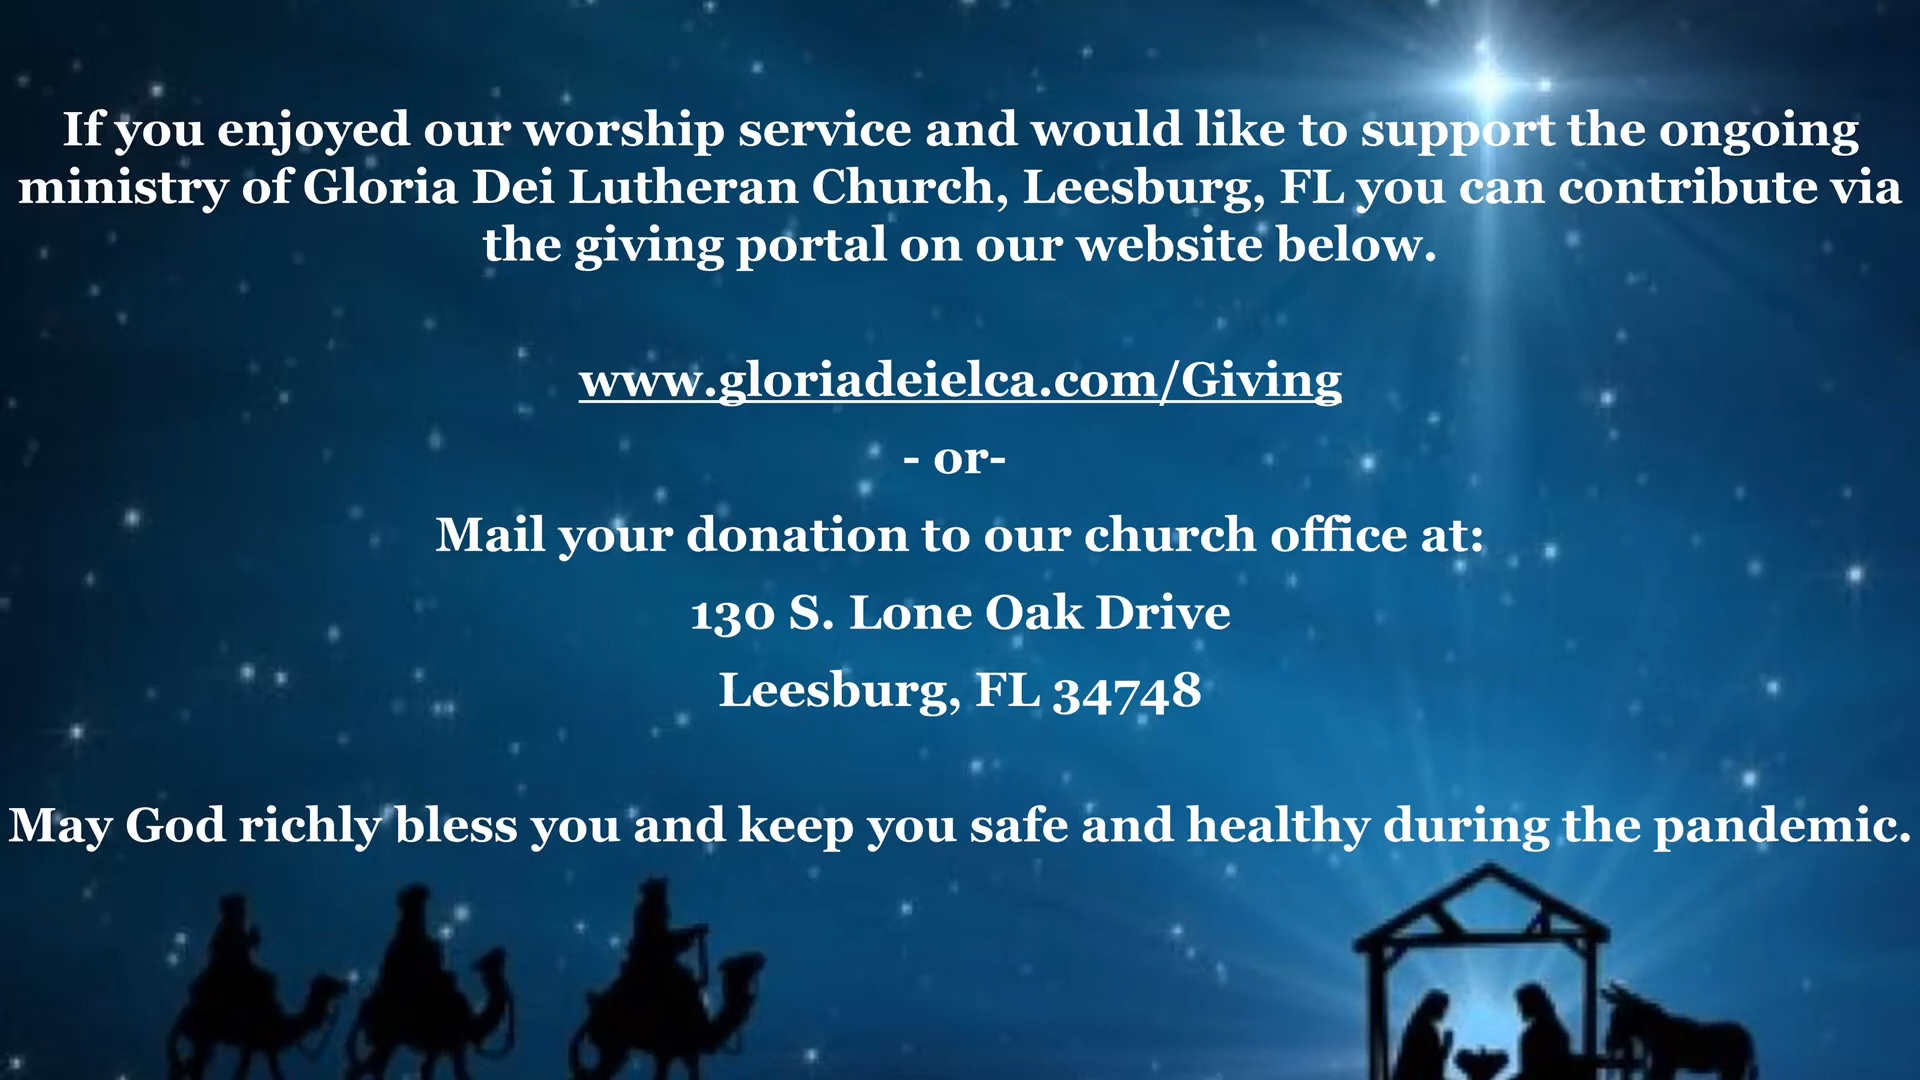 If you enjoyed our worship service and would like to support the ongoing
ministry of Gloria Dei Lutheran Church, Leesburg, FL you can contribute via
the giving portal on our website below.
www.gloriadeielca.com/Giving
- or-
Mail your donation to our church office at:
130 S. Lone Oak Drive
Leesburg, FL 34748
May God richly bless you and keep you safe and healthy during the pandemic.